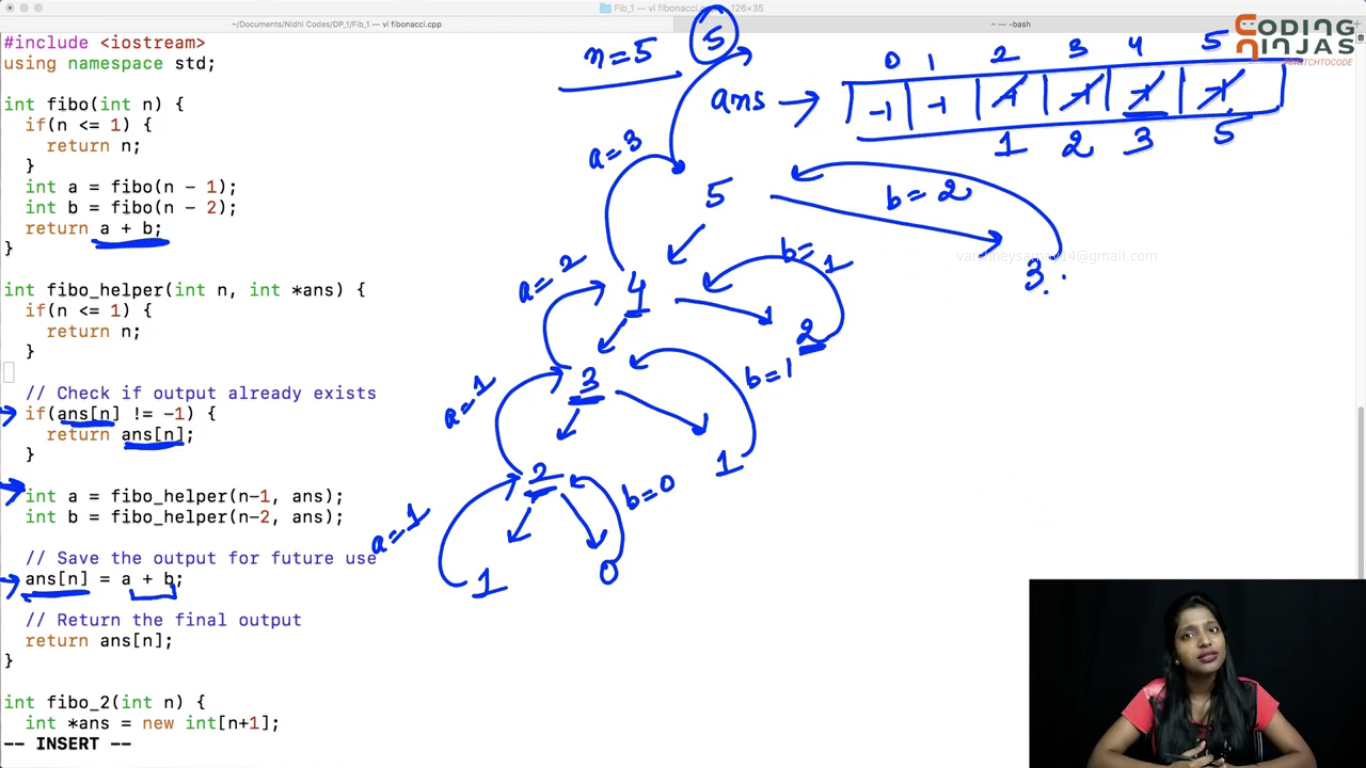 Fib_1 — vi fibonacci.cpp — 126×35
~/Documents/Nidhi Codes/DP_1/Fib_1 — vi fibonacci.cpp
~ — -bash
CODING
NINJAS
#include <iostream>
using namespace std;
int fibo(int n) {
if(n <= 1) {
return n;
}
int a = fibo(n - 1);
int b = fibo(n - 2);
return a + b;
}
int fibo_helper(int n, int *ans) {
if(n <= 1) {
return n;
}
// Check if output already exists
if(ans[n] != -1) {
return ans[n];
}
int a = fibo_helper(n-1, ans);
int b = fibo_helper(n-2, ans);
// Save the output for future use
ans[n] = a + b;
// Return the final output
return ans[n];
}
int fibo_2(int n) {
int *ans = new int[n+1];
-- INSERT --
n=5
5
0 1 2 3 4 5
ans → -1 -1 -1 -1 -1 -1
1 2 3 5
a=3
5
b=2
3
a=2
4
b=1
2
a=1
3
b=1
1
a=1
2
b=0
1
0